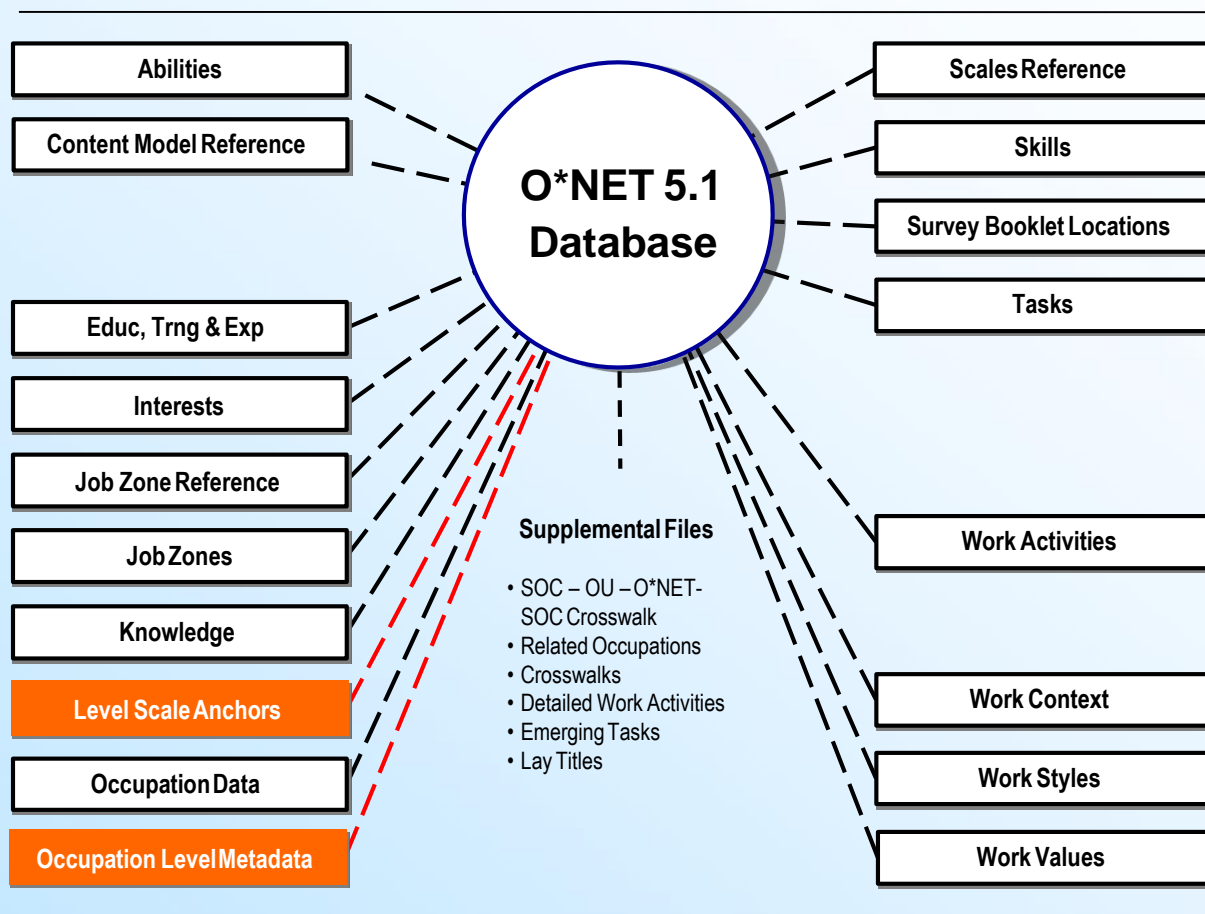 Abilities
Content Model Reference
Educ, Trng & Exp
Interests
Job Zone Reference
Job Zones
Knowledge
Level Scale Anchors
Occupation Data
Occupation Level Metadata
O*NET 5.1
Database
Supplemental Files
• SOC – OU – O*NET-
SOC Crosswalk
• Related Occupations
• Crosswalks
• Detailed Work Activities
• Emerging Tasks
• Lay Titles
Scales Reference
Skills
Survey Booklet Locations
Tasks
Work Activities
Work Context
Work Styles
Work Values